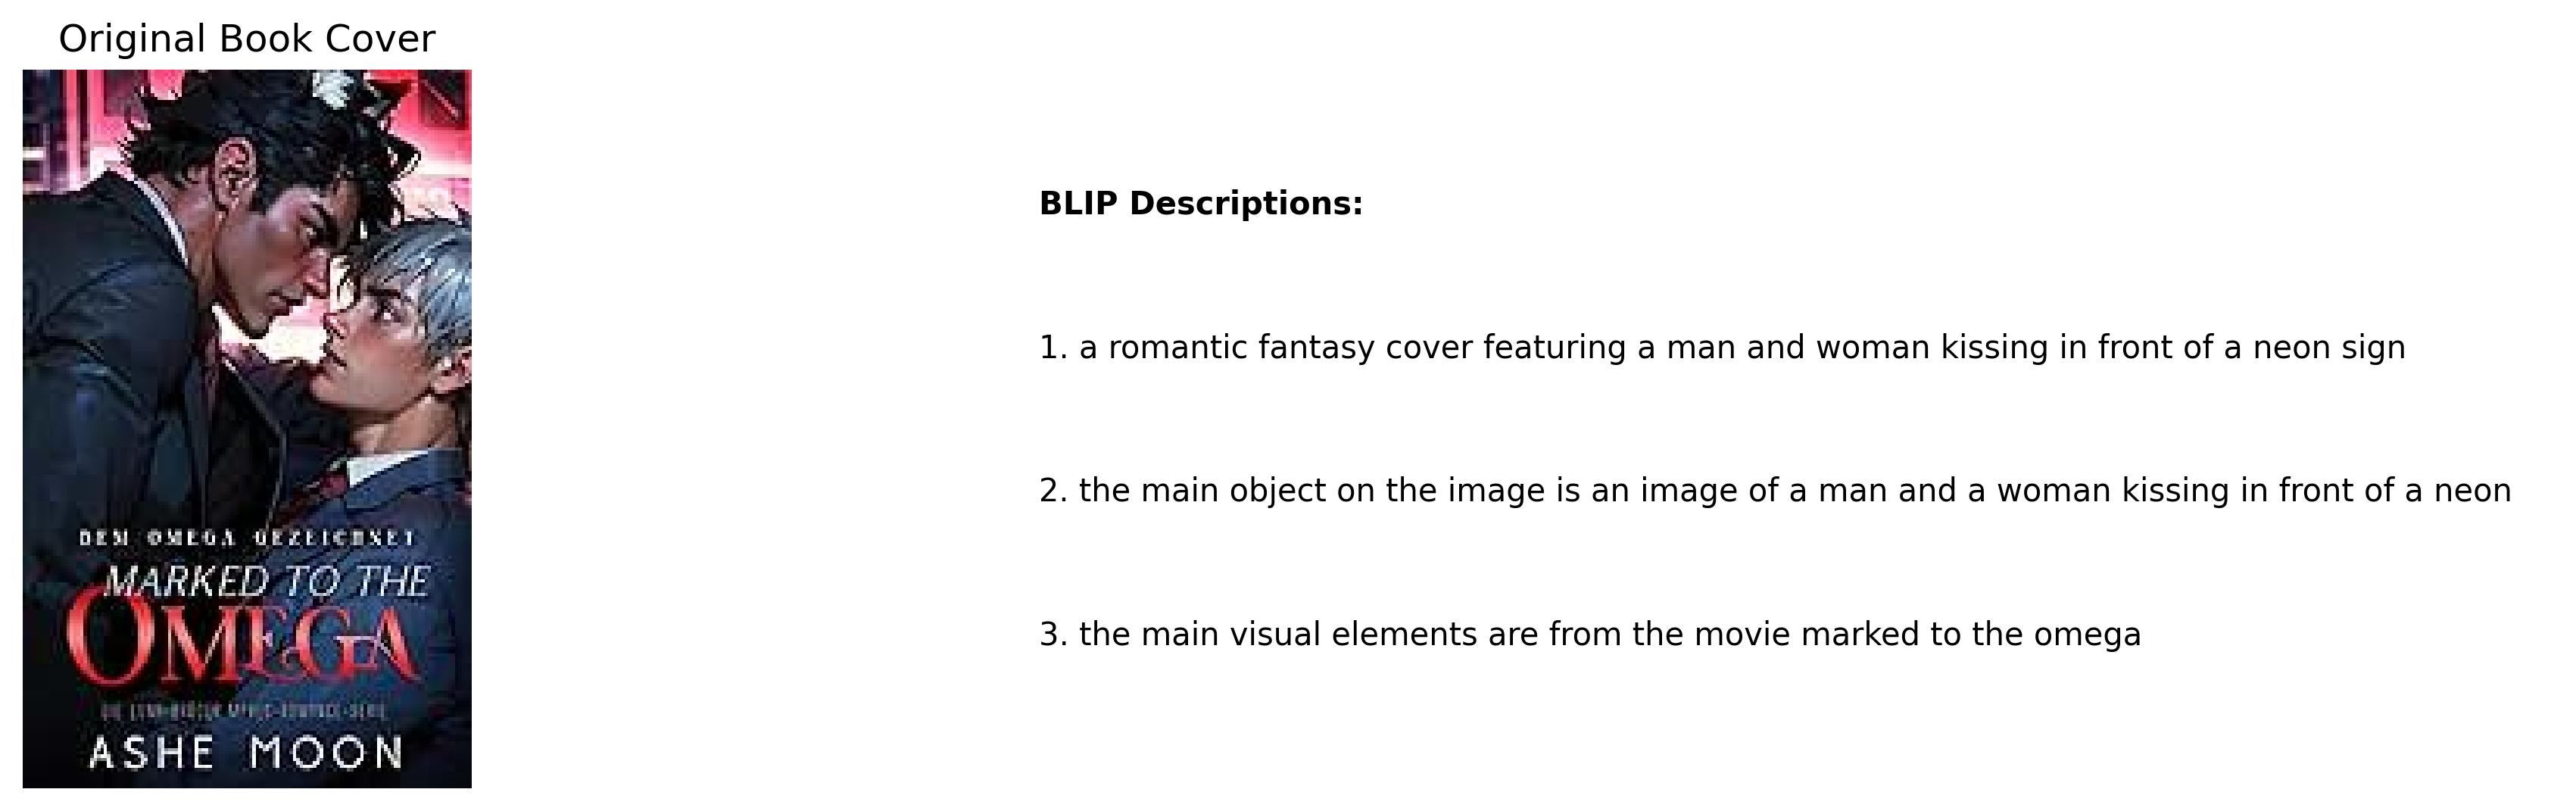 Original Book Cover
DEM OMEGA GEZEICHNET
MARKED TO THE
OMEGA
ASHE MOON
BLIP Descriptions:
1. a romantic fantasy cover featuring a man and woman kissing in front of a neon sign
2. the main object on the image is an image of a man and a woman kissing in front of a neon
3. the main visual elements are from the movie marked to the omega